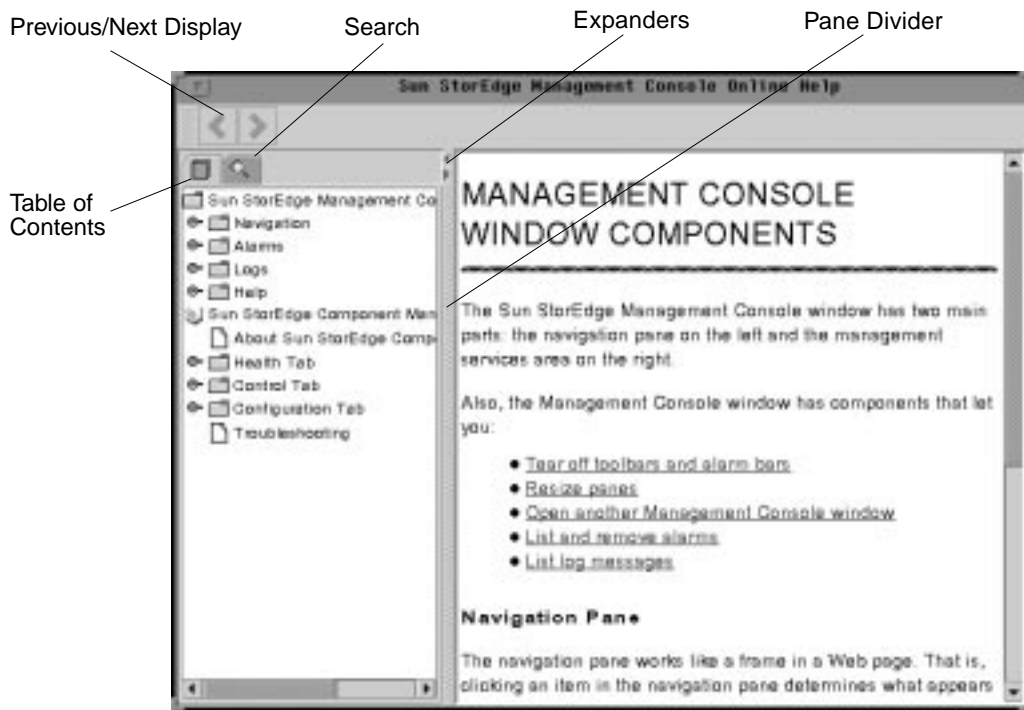 Previous/Next Display
Search
Expanders
Pane Divider
Sun StorEdge Management Console Online Help
Table of
Contents
Sun StorEdge Management Co
Navigation
Alarms
Logs
Help
Sun StorEdge Component Man
About Sun StorEdge Comp
Health Tab
Control Tab
Configuration Tab
Troubleshooting
MANAGEMENT CONSOLE
WINDOW COMPONENTS
The Sun StorEdge Management Console window has two main
parts: the navigation pane on the left and the management
services area on the right.
Also, the Management Console window has components that let
you:
Tear off toolbars and alarm bars
Resize panes
Open another Management Console window
List and remove alarms
List log messages
Navigation Pane
The navigation pane works like a frame in a Web page. That is,
clicking an item in the navigation pane determines what appears